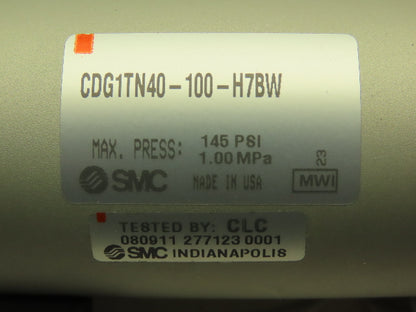 CDG1TN40-100-H7BW
MAX. PRESS: 145 PSI
1.00 MPa
SMC MADE IN USA
MWI 23
TESTED BY: CLC
080911 277123 0001
SMC INDIANAPOLIS